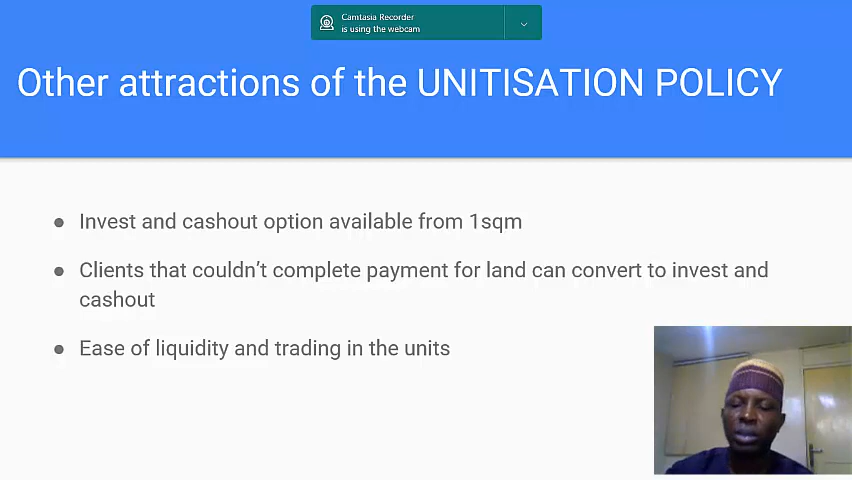 Camtasia Recorder
is using the webcam
Other attractions of the UNITISATION POLICY
● Invest and cashout option available from 1sqm
● Clients that couldn't complete payment for land can convert to invest and
cashout
● Ease of liquidity and trading in the units